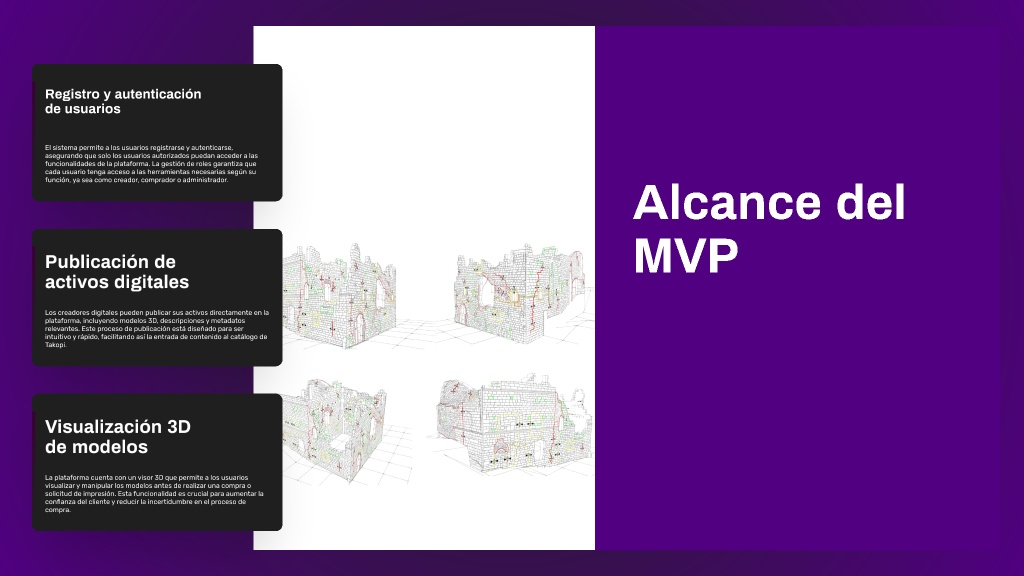 Registro y autenticación
de usuarios
El sistema permite a los usuarios registrarse y autenticarse,
asegurando que solo los usuarios autorizados puedan acceder a las
funcionalidades de la plataforma. La gestión de roles garantiza que
cada usuario tenga acceso a las herramientas necesarias según su
función, ya sea como creador, comprador o administrador.
Publicación de
activos digitales
Los creadores digitales pueden publicar sus activos directamente en la
plataforma, incluyendo modelos 3D, descripciones y metadatos
relevantes. Este proceso de publicación está diseñado para ser
intuitivo y rápido, facilitando así la entrada de contenido al catálogo de
Takopi.
Visualización 3D
de modelos
La plataforma cuenta con un visor 3D que permite a los usuarios
visualizar y manipular los modelos antes de realizar una compra o
solicitud de impresión. Esta funcionalidad es crucial para aumentar la
confianza del cliente y reducir la incertidumbre en el proceso de
compra.
Alcance del
MVP